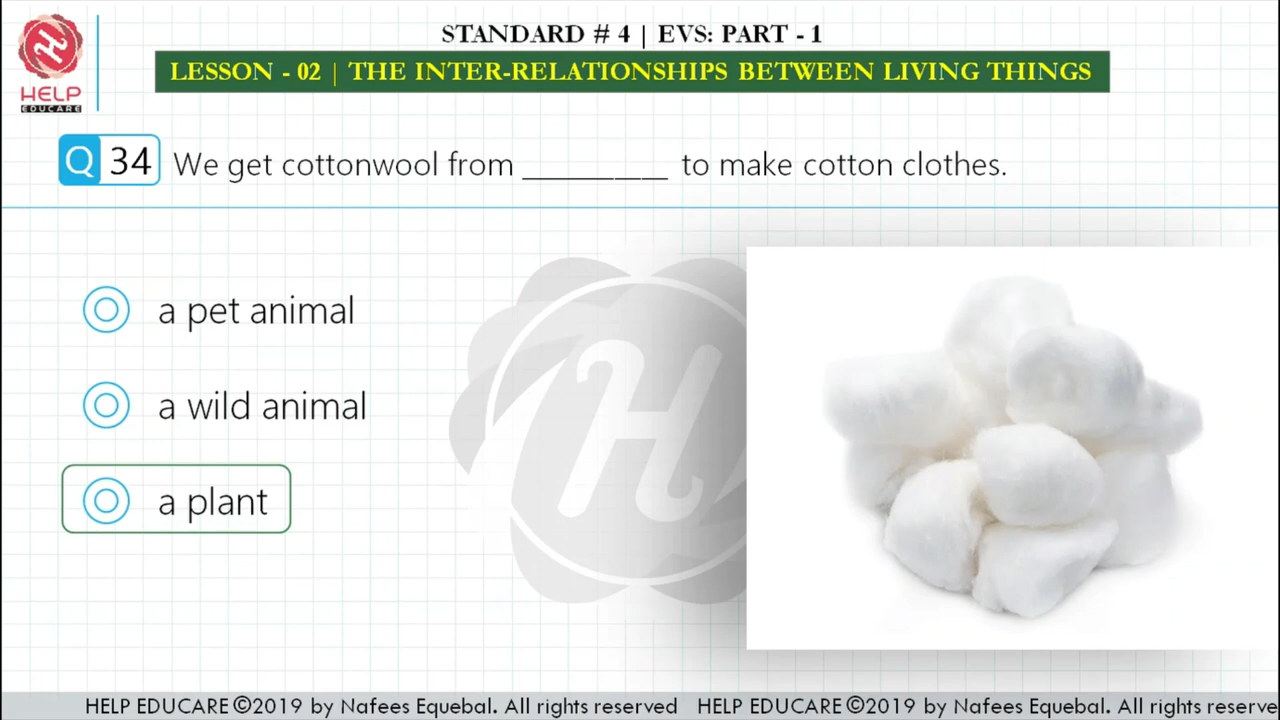 STANDARD # 4 | EVS: PART - 1
LESSON - 02 | THE INTER-RELATIONSHIPS BETWEEN LIVING THINGS
HELP
EDUCARE
Q 34 We get cottonwool from __________ to make cotton clothes.
a pet animal
a wild animal
a plant
HELP EDUCARE ©2019 by Nafees Equebal. All rights reserved HELP EDUCARE ©2019 by Nafees Equebal. All rights reserve